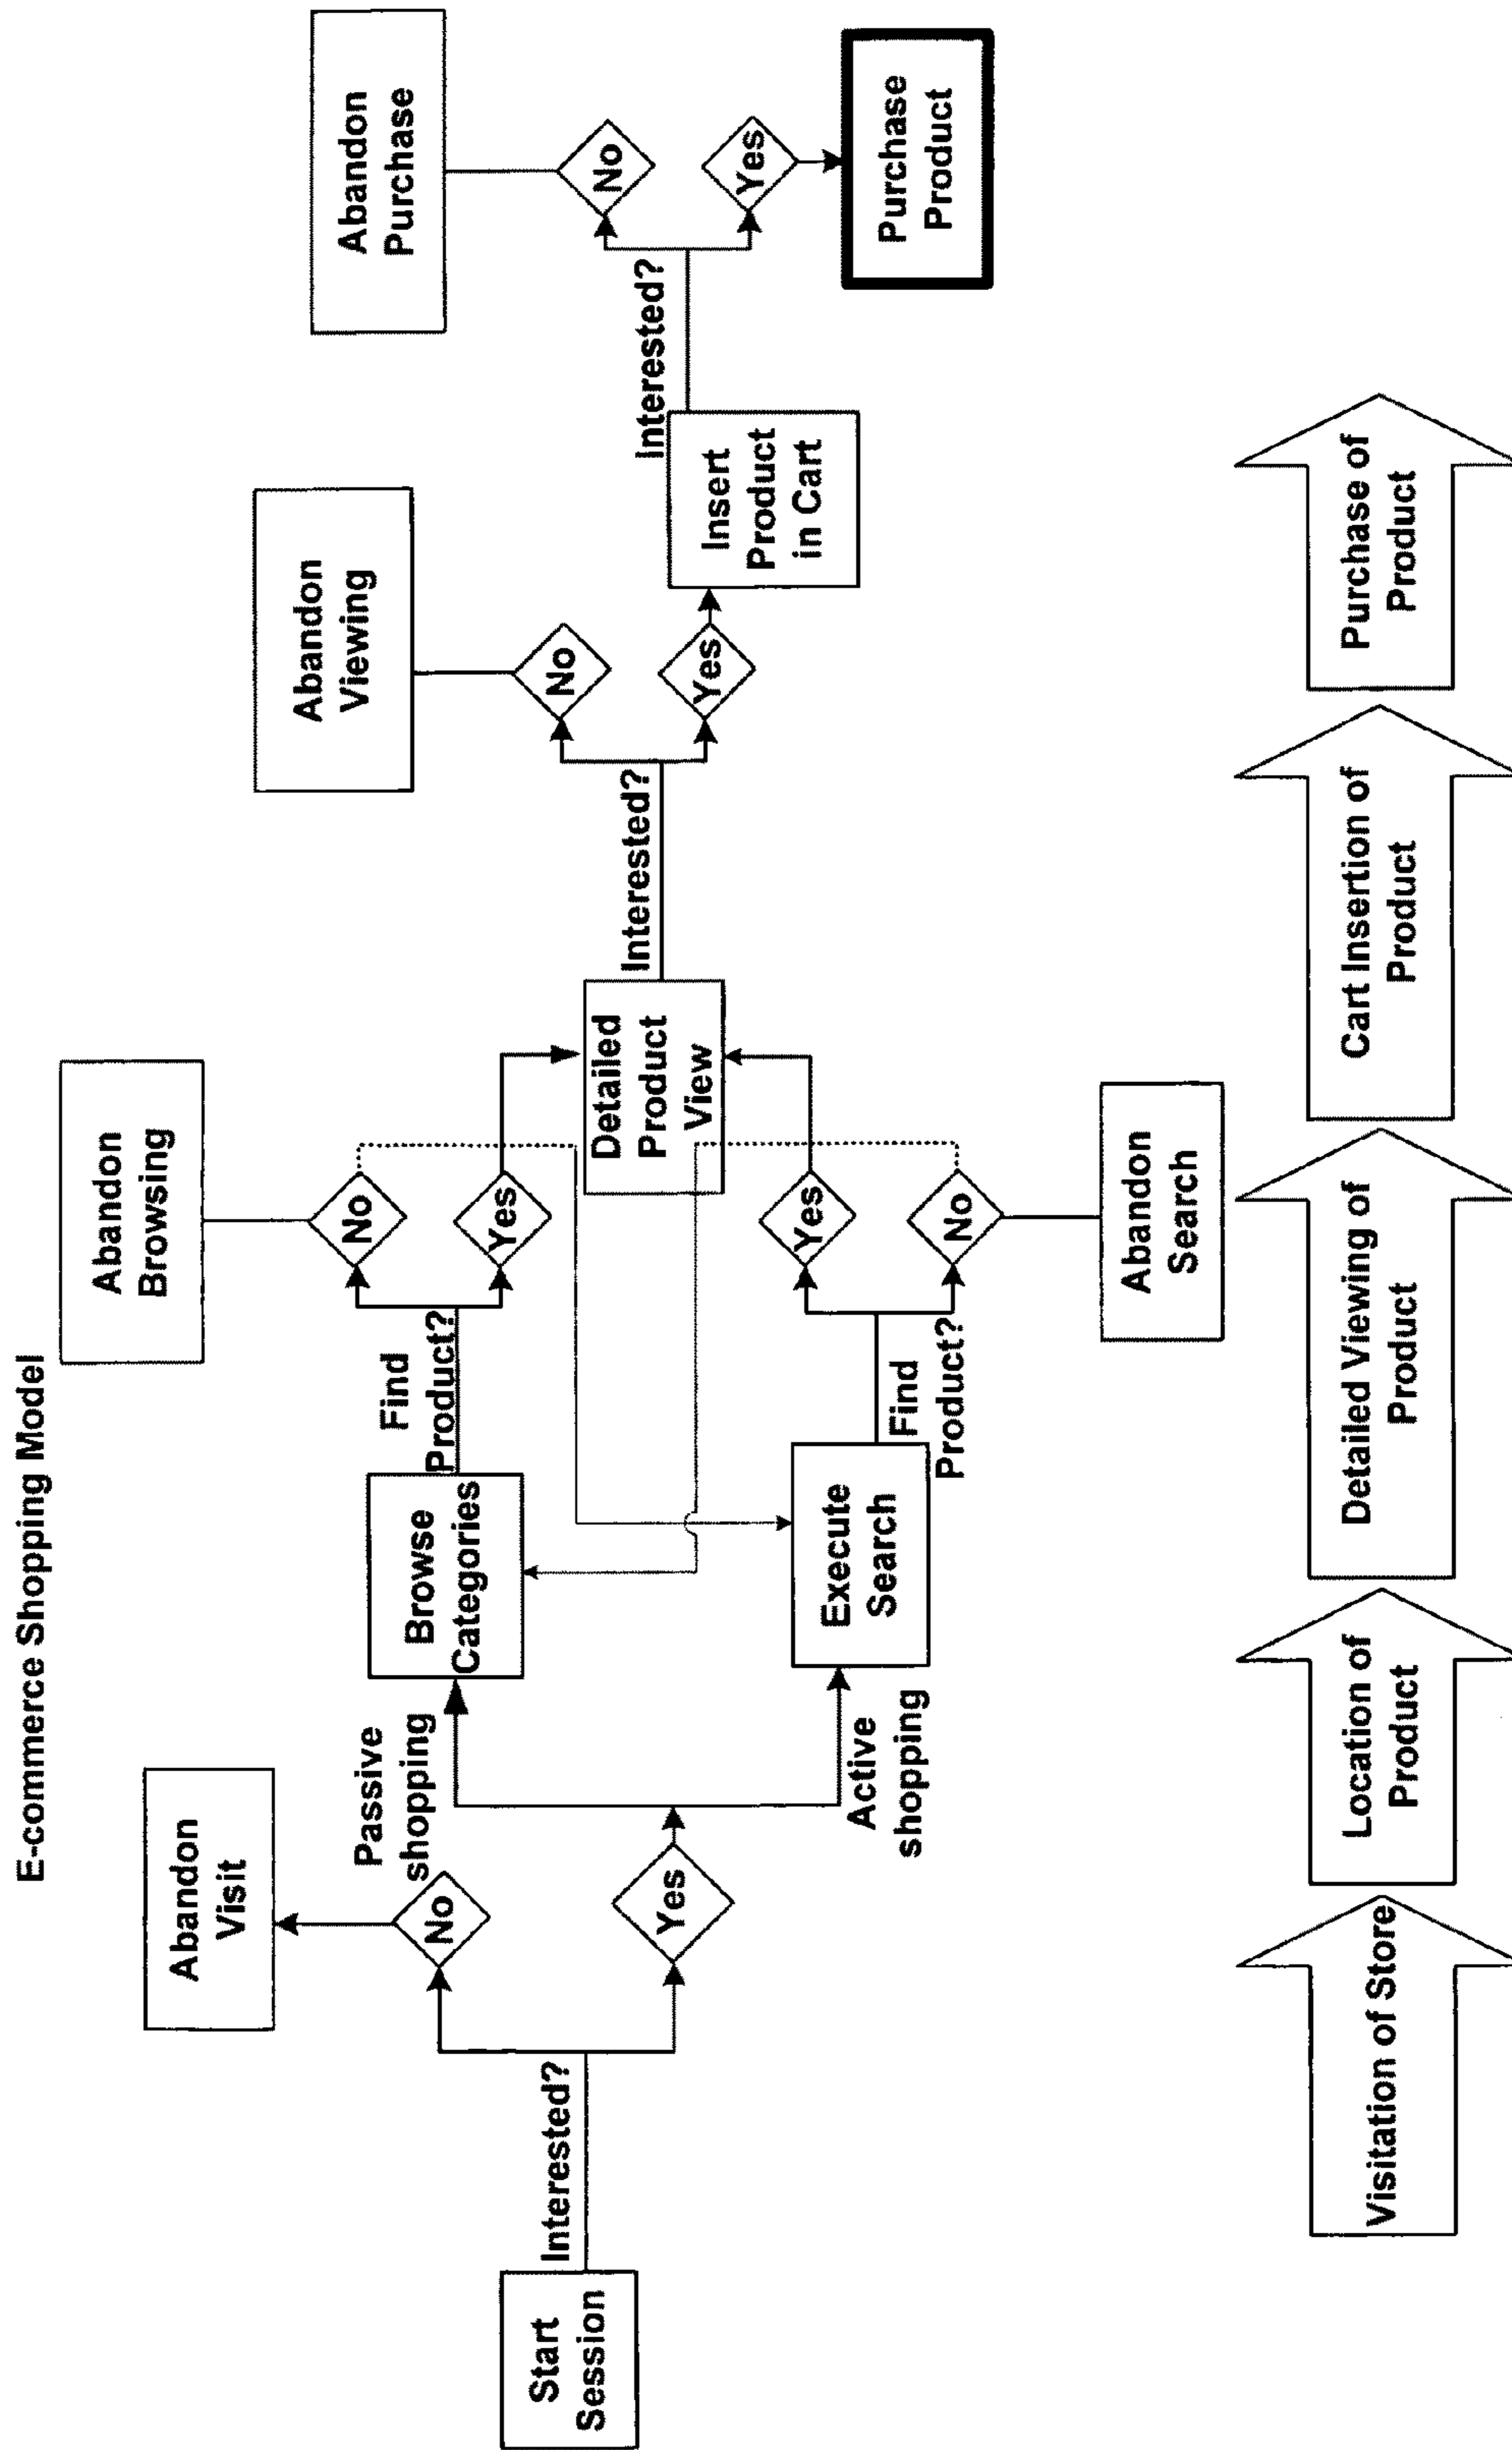 E-commerce Shopping Model
Start
Session
Interested?
No
Yes
Abandon
Visit
Passive
shopping
Active
shopping
Browse
Categories
Execute
Search
Find
Product?
Find
Product?
No
Yes
Yes
No
Abandon
Browsing
Abandon
Search
Detailed
Product
View
Interested?
No
Yes
Abandon
Viewing
Insert
Product
in Cart
Interested?
No
Yes
Abandon
Purchase
Purchase
Product
Visitation of Store
Location of
Product
Detailed Viewing of
Product
Cart Insertion of
Product
Purchase of
Product